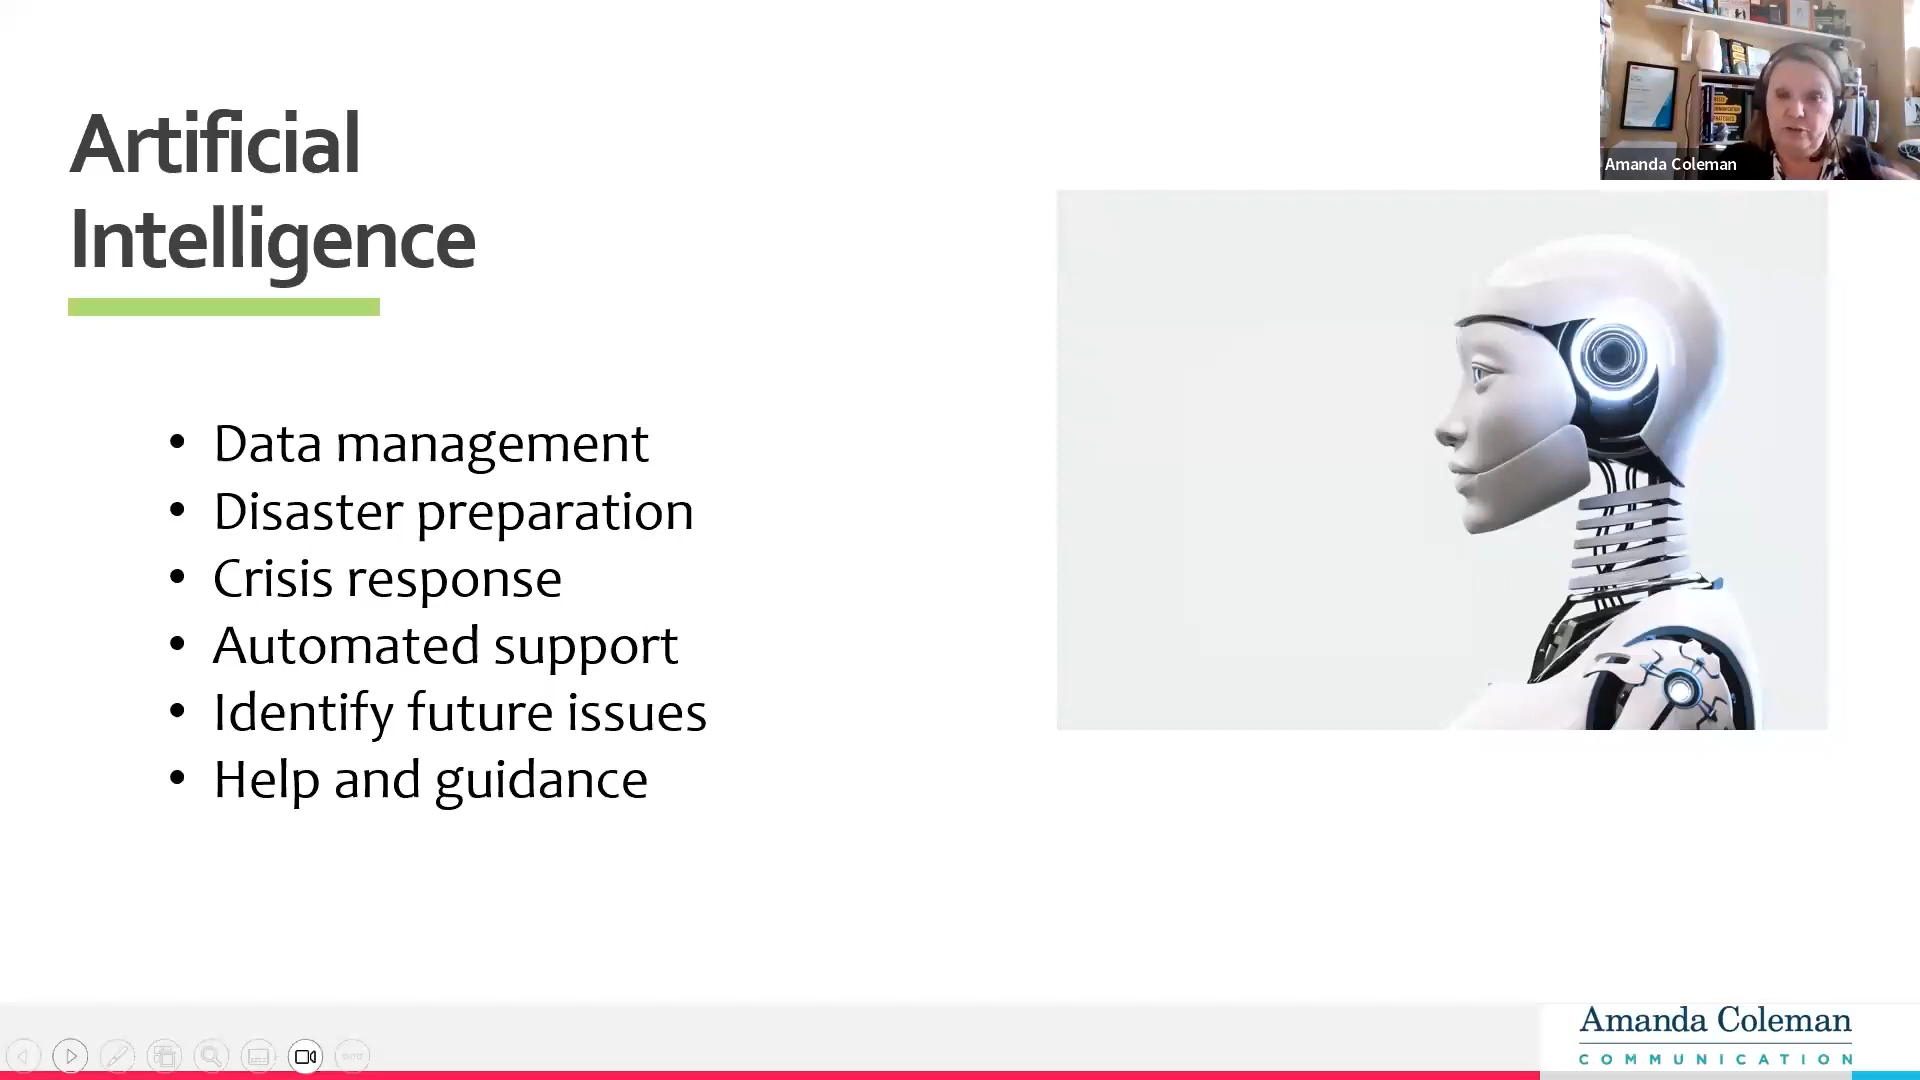 Artificial
Intelligence
• Data management
• Disaster preparation
• Crisis response
• Automated support
• Identify future issues
• Help and guidance
Amanda Coleman
Amanda Coleman
COMMUNICATION